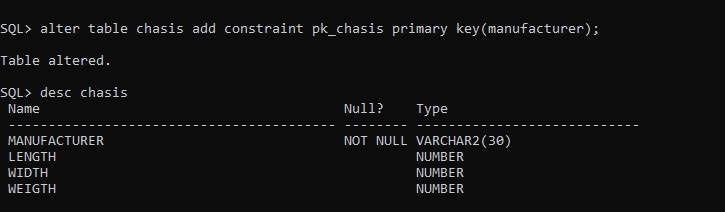 SQL> alter table chasis add constraint pk_chasis primary key(manufacturer);
Table altered.
SQL> desc chasis
Name Null? Type
----------------------------------------- -------- ----------------------------
MANUFACTURER NOT NULL VARCHAR2(30)
LENGTH NUMBER
WIDTH NUMBER
WEIGTH NUMBER